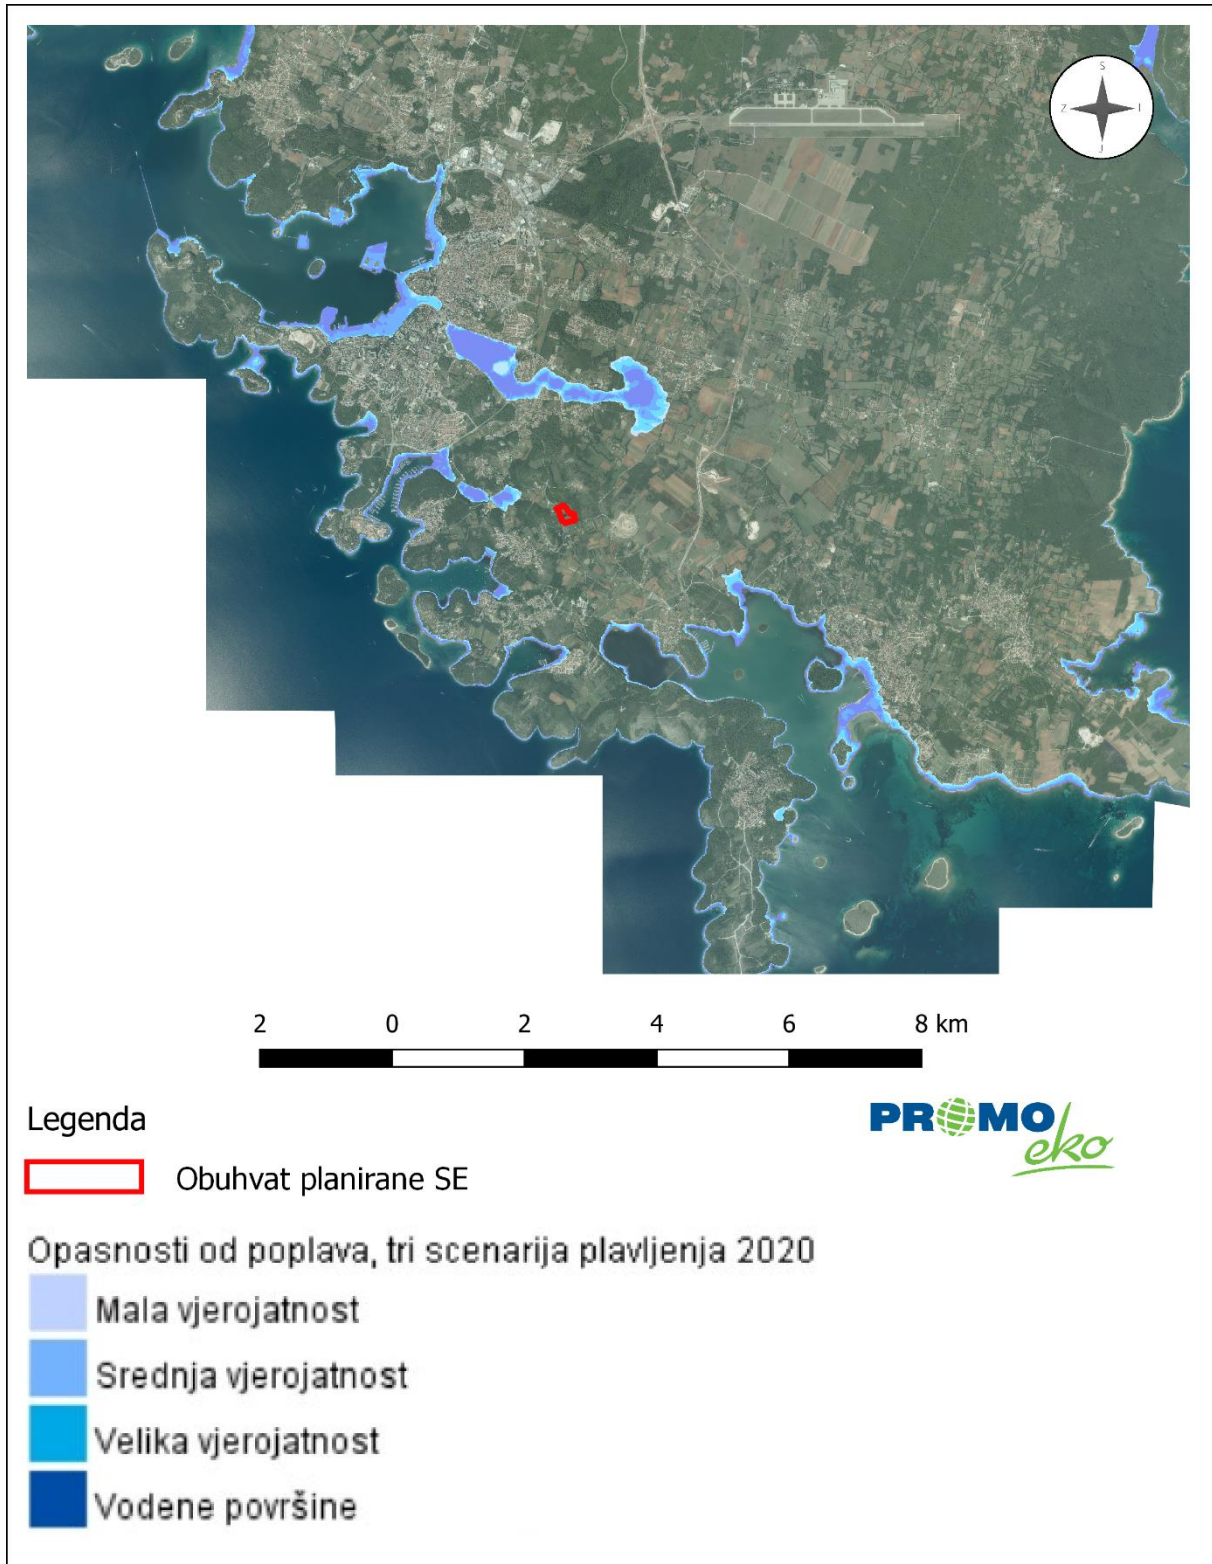 S
Z I
J
2 0 2 4 6 8 km
Legenda
PROMO
eko
Obuhvat planirane SE
Opasnosti od poplava, tri scenarija plavljenja 2020
Mala vjerojatnost
Srednja vjerojatnost
Velika vjerojatnost
Vodene površine